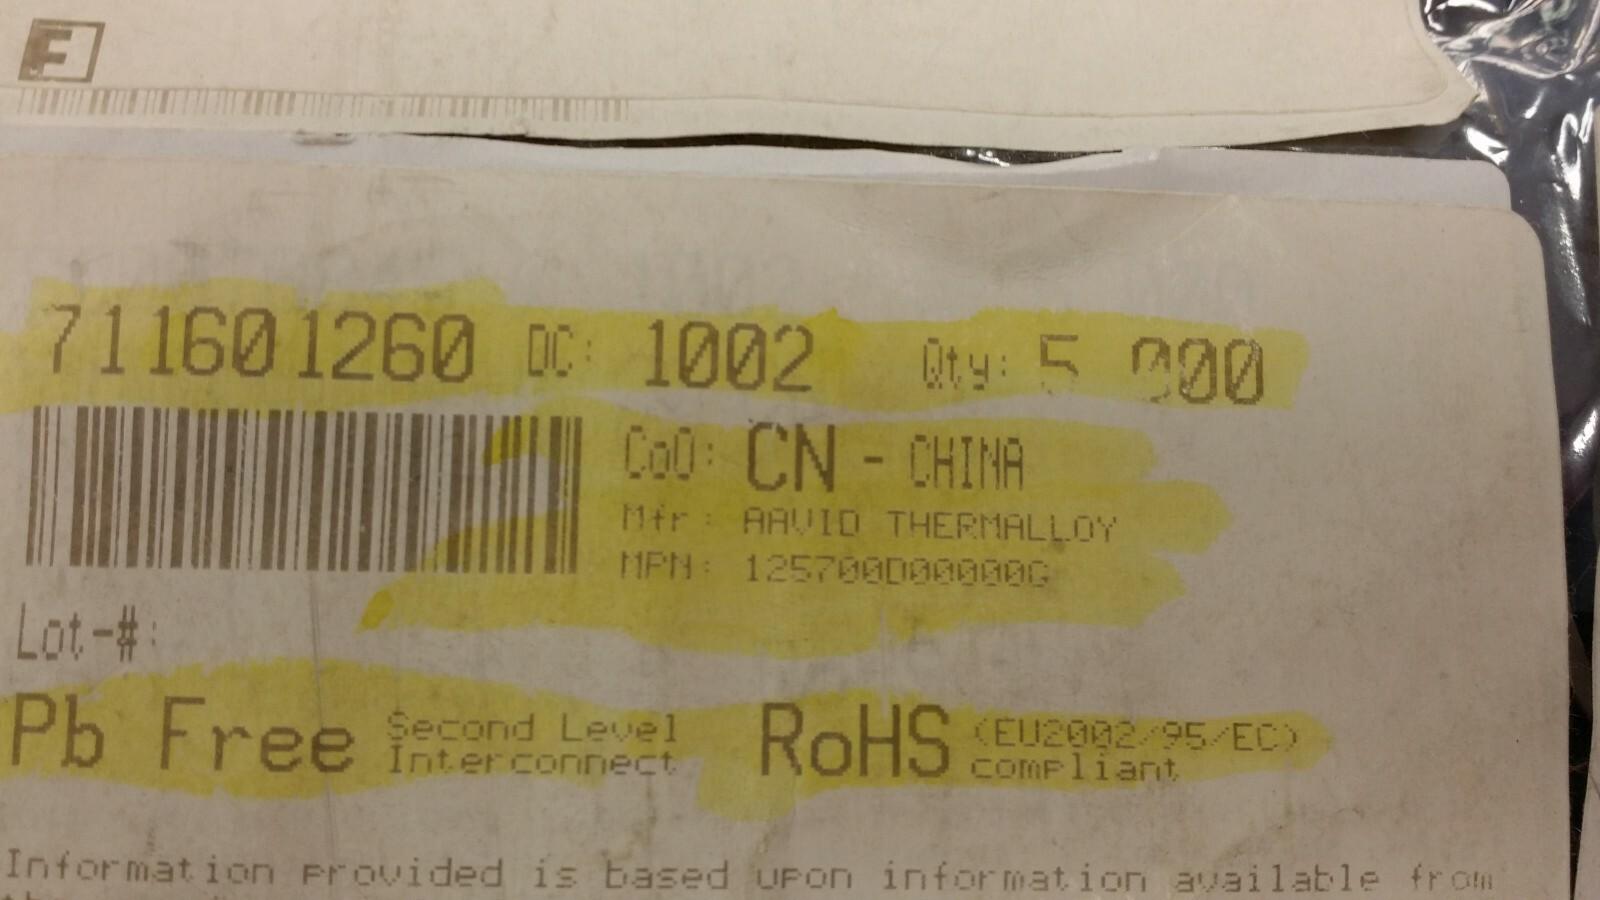 F
711601260 DC: 1002 Qty: 5 000
CoO: CN - CHINA
Mfr: AAVID THERMALLOY
MPN: 125700D00000G
Lot-#:
Pb Free Second Level Interconnect RoHS (EU2002/95/EC) compliant
Information provided is based upon information available from